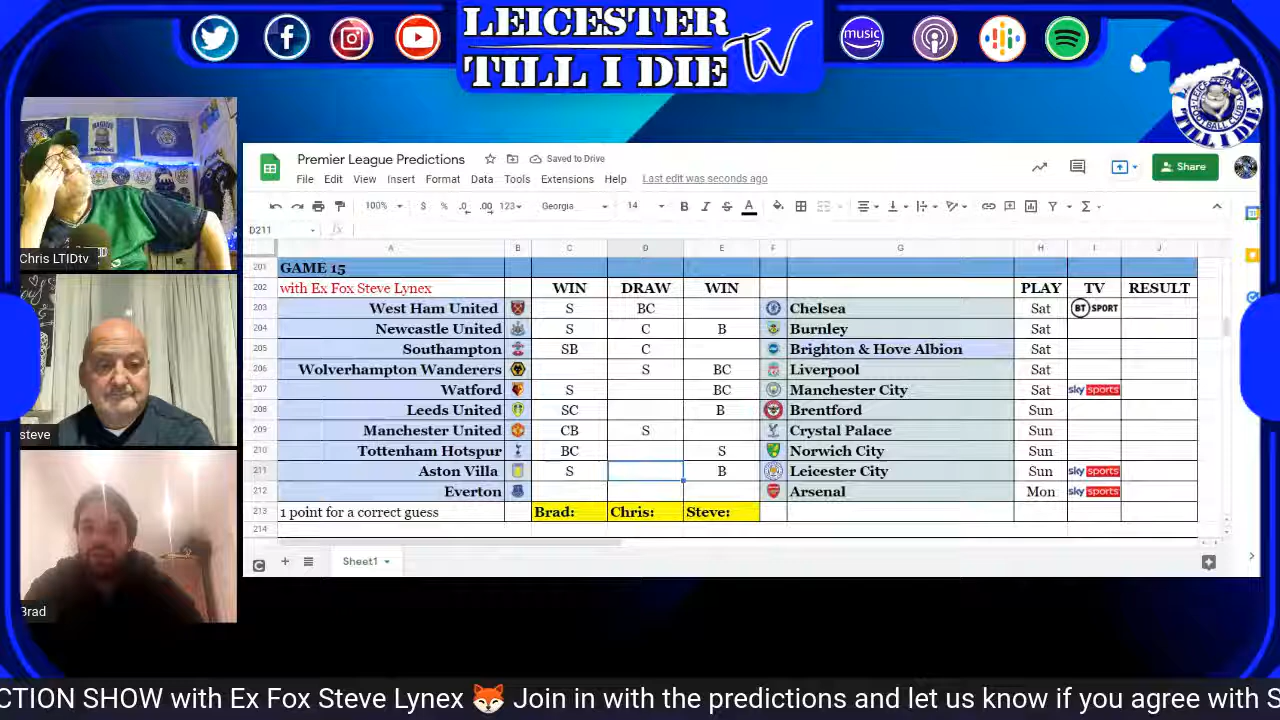 LEICESTER
TILL I DIE TV
music
LEICESTER
FOOTBALL CLUB
TILL I DIE
Chris LTIDtv
steve
Brad
Premier League Predictions
Saved to Drive
File Edit View Insert Format Data Tools Extensions Help Last edit was seconds ago
Share
100% $ % .0 .00 123 Georgia 14 B I S A
D211 fx
A B C D E F G H I J
201 GAME 15
202 with Ex Fox Steve Lynex WIN DRAW WIN PLAY TV RESULT
203 West Ham United S BC Chelsea Sat BT SPORT
204 Newcastle United S C B Burnley Sat
205 Southampton SB C Brighton & Hove Albion Sat
206 Wolverhampton Wanderers S BC Liverpool Sat
207 Watford S BC Manchester City Sat sky sports
208 Leeds United SC B Brentford Sun
209 Manchester United CB S Crystal Palace Sun
210 Tottenham Hotspur BC S Norwich City Sun
211 Aston Villa S B Leicester City Sun sky sports
212 Everton Arsenal Mon sky sports
213 1 point for a correct guess Brad: Chris: Steve:
214
Sheet1
CTION SHOW with Ex Fox Steve Lynex 🦊 Join in with the predictions and let us know if you agree with S